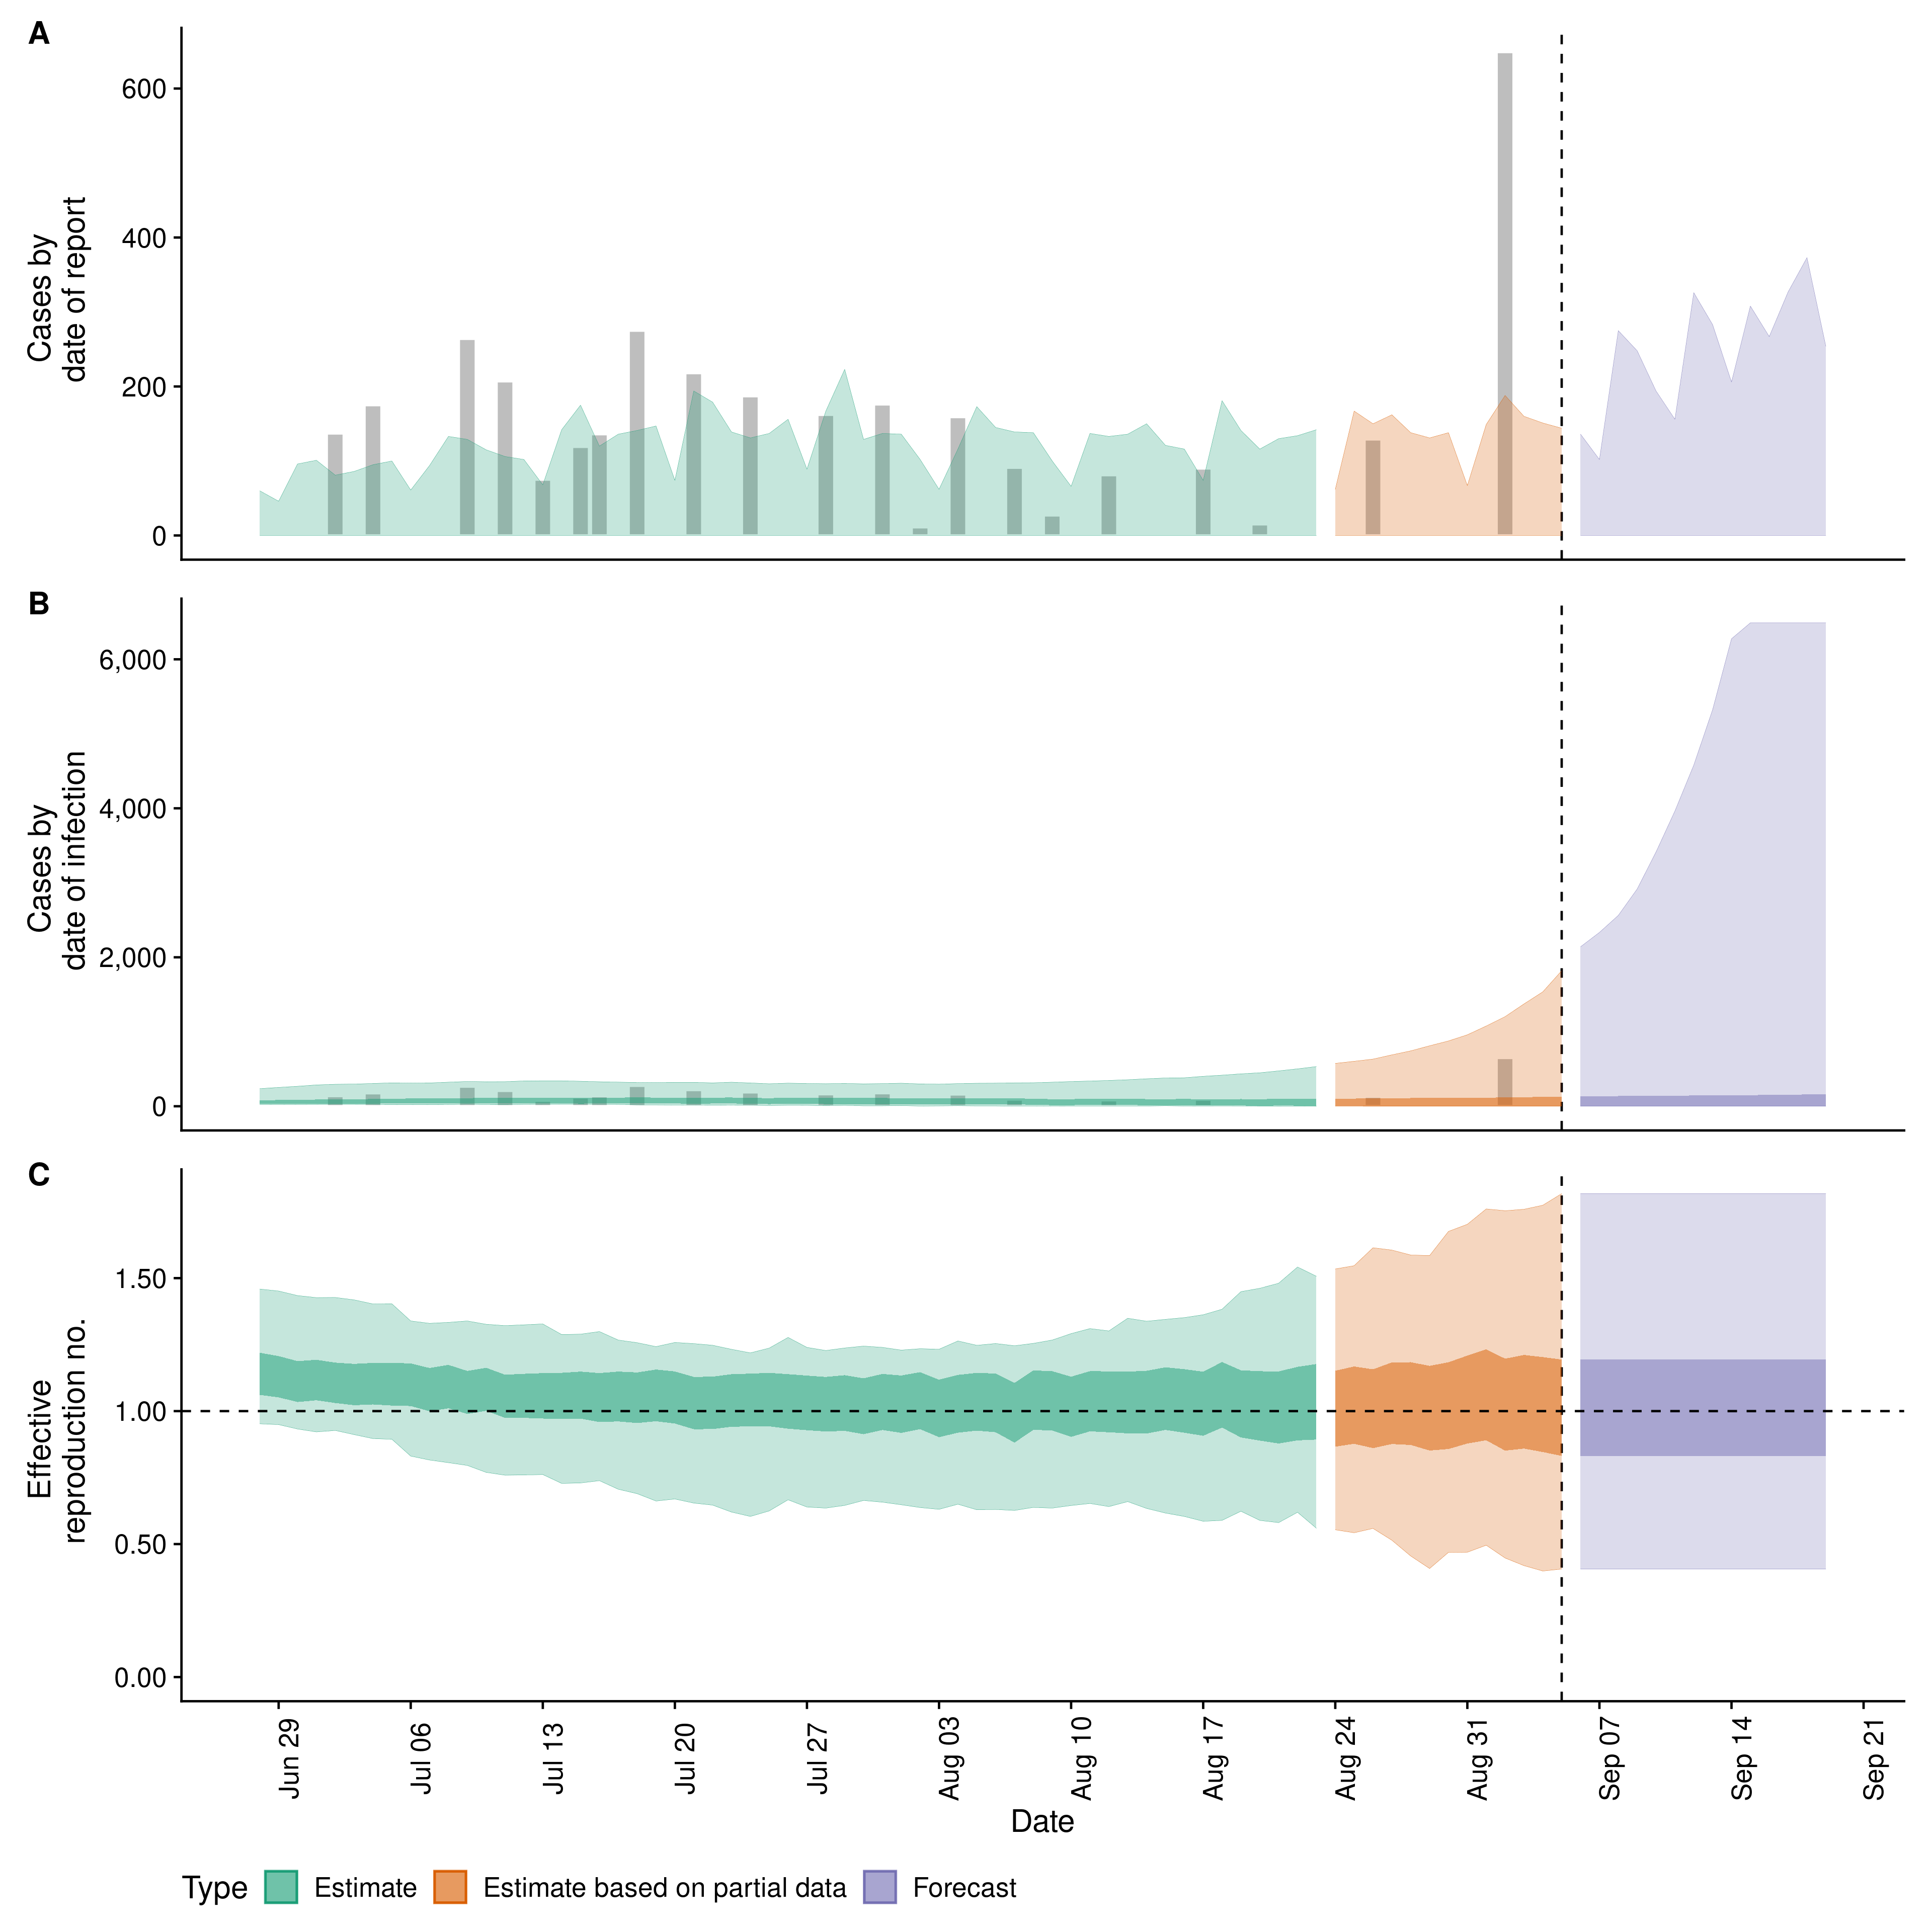 A
600
400
200
0
Cases by
date of report
B
6,000
4,000
2,000
0
Cases by
date of infection
C
1.50
1.00
0.50
0.00
Effective
reproduction no.
Jun 29
Jul 06
Jul 13
Jul 20
Jul 27
Aug 03
Aug 10
Aug 17
Aug 24
Aug 31
Sep 07
Sep 14
Sep 21
Date
Type Estimate Estimate based on partial data Forecast